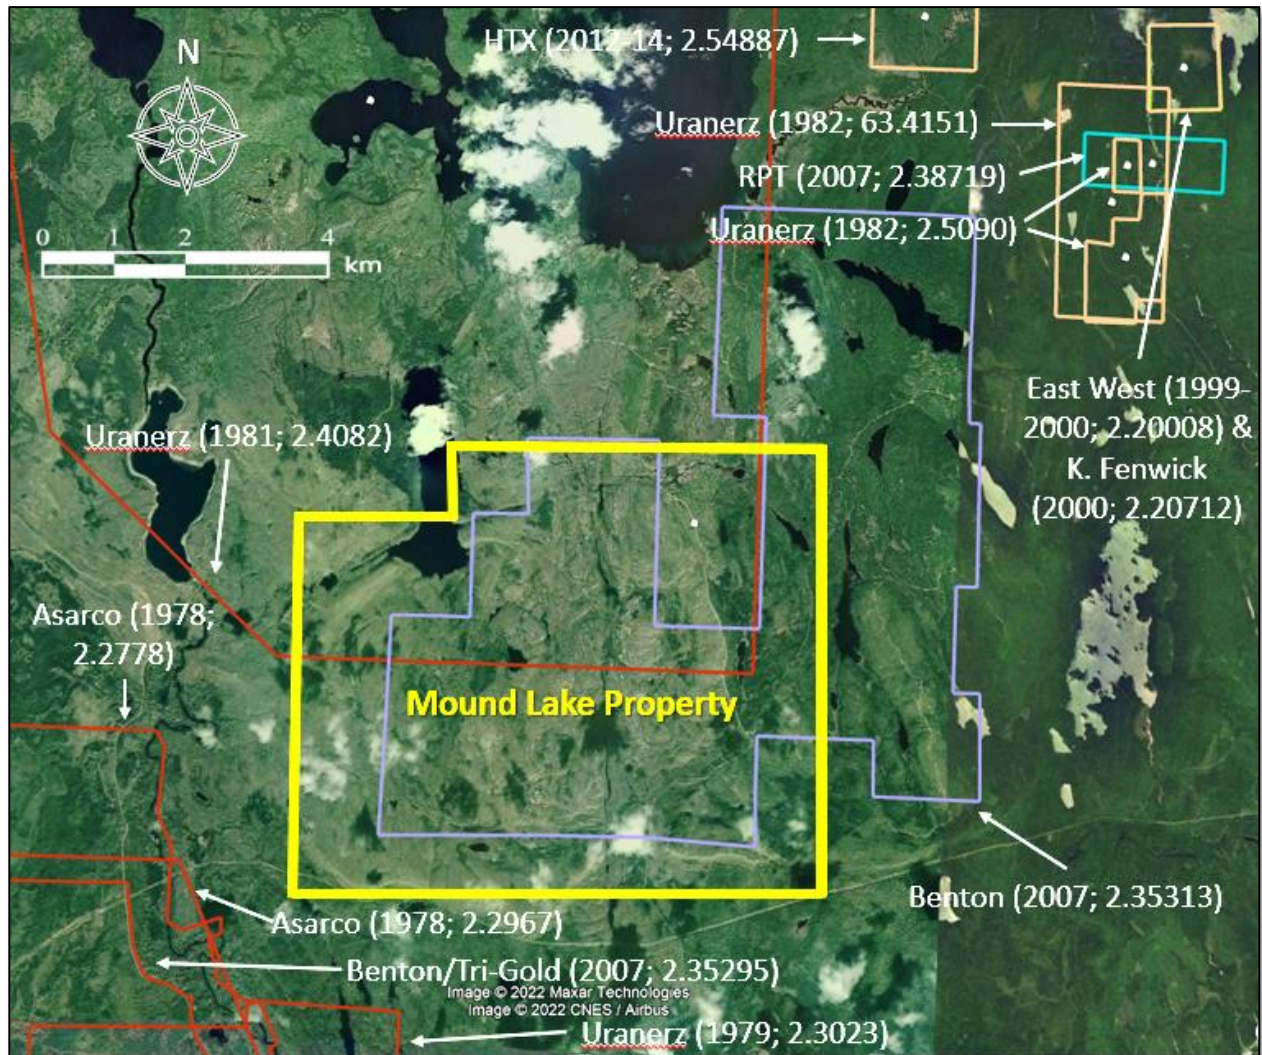 HTX (2012-14; 2.54887)
N
Uranerz (1982; 63.4151)
RPT (2007; 2.38719)
Uranerz (1982; 2.5090)
0 1 2 4
km
East West (1999-
2000; 2.20008) &
K. Fenwick
(2000; 2.20712)
Uranerz (1981; 2.4082)
Asarco (1978;
2.2778)
Mound Lake Property
Benton (2007; 2.35313)
Asarco (1978; 2.2967)
Benton/Tri-Gold (2007; 2.35295)
Image © 2022 Maxar Technologies
Image © 2022 CNES / Airbus
Uranerz (1979; 2.3023)